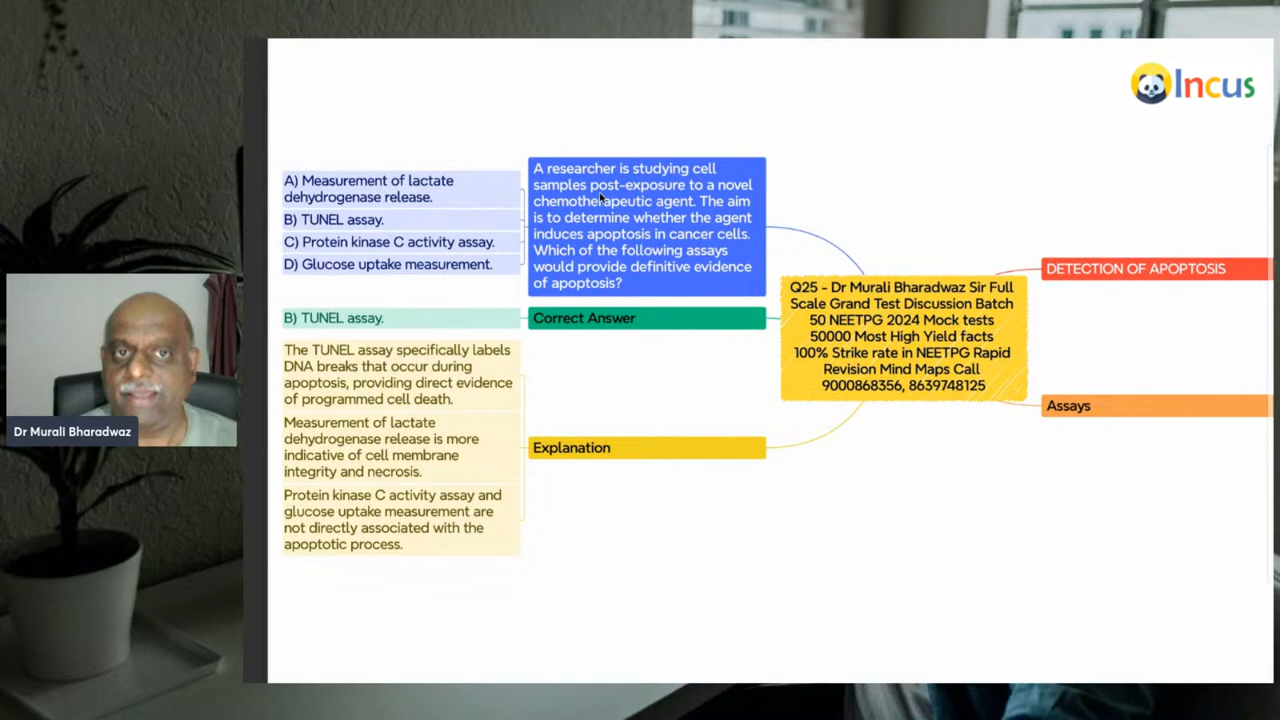 Incus
A) Measurement of lactate
dehydrogenase release.
B) TUNEL assay.
C) Protein kinase C activity assay.
D) Glucose uptake measurement.
A researcher is studying cell
samples post-exposure to a novel
chemotherapeutic agent. The aim
is to determine whether the agent
induces apoptosis in cancer cells.
Which of the following assays
would provide definitive evidence
of apoptosis?
B) TUNEL assay.
Correct Answer
The TUNEL assay specifically labels
DNA breaks that occur during
apoptosis, providing direct evidence
of programmed cell death.
Measurement of lactate
dehydrogenase release is more
indicative of cell membrane
integrity and necrosis.
Protein kinase C activity assay and
glucose uptake measurement are
not directly associated with the
apoptotic process.
Explanation
Q25 - Dr Murali Bharadwaz Sir Full
Scale Grand Test Discussion Batch
50 NEETPG 2024 Mock tests
50000 Most High Yield facts
100% Strike rate in NEETPG Rapid
Revision Mind Maps Call
9000868356, 8639748125
DETECTION OF APOPTOSIS
Assays
Dr Murali Bharadwaz